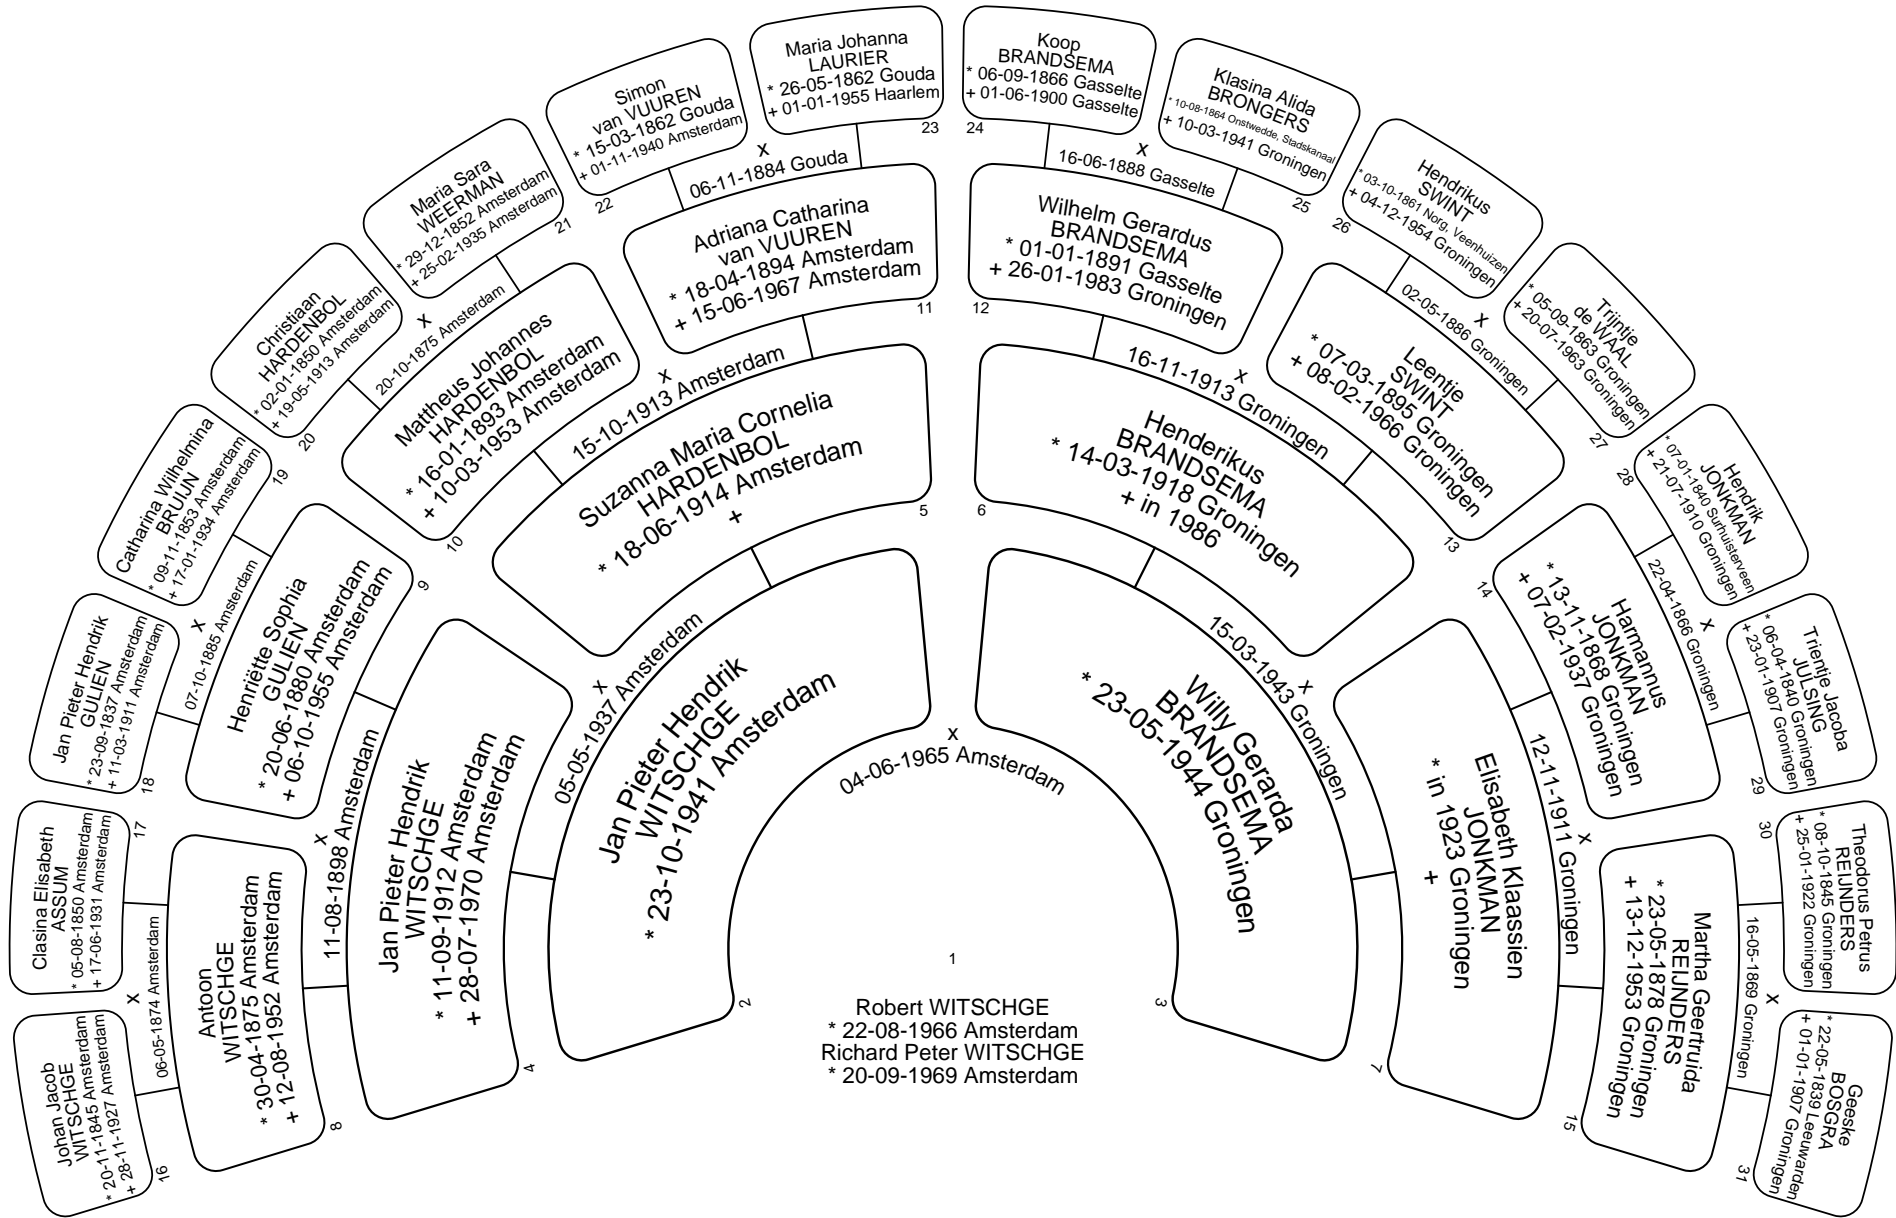 1
Robert WITSCHGE
* 22-08-1966 Amsterdam
Richard Peter WITSCHGE
* 20-09-1969 Amsterdam
Jan Pieter Hendrik
WITSCHGE
* 23-10-1941 Amsterdam
2
x
04-06-1965 Amsterdam
Willy Gerarda
BRANDSEMA
* 23-05-1944 Groningen
3
Jan Pieter Hendrik
WITSCHGE
* 11-09-1912 Amsterdam
+ 28-07-1970 Amsterdam
4
x
05-05-1937 Amsterdam
Suzanna Maria Cornelia
HARDENBOL
* 18-06-1914 Amsterdam
+
5
Henderikus
BRANDSEMA
* 14-03-1918 Groningen
+ in 1986
6
x
15-03-1943 Groningen
Elisabeth Klaassien
JONKMAN
* in 1923 Groningen
+
7
Antoon
WITSCHGE
* 30-04-1875 Amsterdam
+ 12-08-1952 Amsterdam
8
x
11-08-1898 Amsterdam
Henriëtte Sophia
GULIEN
* 20-06-1880 Amsterdam
+ 06-10-1955 Amsterdam
9
Mattheus Johannes
HARDENBOL
* 16-01-1893 Amsterdam
+ 10-03-1953 Amsterdam
10
x
15-10-1913 Amsterdam
Adriana Catharina
van VUUREN
* 18-04-1894 Amsterdam
+ 15-06-1967 Amsterdam
11
Wilhelm Gerardus
BRANDSEMA
* 01-01-1891 Gasselte
+ 26-01-1983 Groningen
12
x
16-11-1913 Groningen
Leentje
SWINT
* 07-03-1895 Groningen
+ 08-02-1966 Groningen
13
Harmannus
JONKMAN
* 13-11-1868 Groningen
+ 07-02-1937 Groningen
14
x
12-11-1911 Groningen
Martha Geertruida
REIJNDERS
* 23-05-1878 Groningen
+ 13-12-1953 Groningen
15
Johan Jacob
WITSCHGE
* 20-11-1845 Amsterdam
+ 28-11-1927 Amsterdam
16
x
06-05-1874 Amsterdam
Clasina Elisabeth
ASSUM
* 05-08-1850 Amsterdam
+ 17-06-1931 Amsterdam
17
Jan Pieter Hendrik
GULIEN
* 23-09-1837 Amsterdam
+ 11-03-1911 Amsterdam
18
x
07-10-1885 Amsterdam
Catharina Wilhelmina
BRUIJN
* 09-11-1853 Amsterdam
+ 17-01-1934 Amsterdam
19
Christiaan
HARDENBOL
* 02-01-1850 Amsterdam
+ 19-05-1913 Amsterdam
20
x
20-10-1875 Amsterdam
Maria Sara
WEERMAN
* 29-12-1852 Amsterdam
+ 25-02-1935 Amsterdam
21
Simon
van VUUREN
* 15-03-1862 Gouda
+ 01-11-1940 Amsterdam
22
x
06-11-1884 Gouda
Maria Johanna
LAURIER
* 26-05-1862 Gouda
+ 01-01-1955 Haarlem
23
Koop
BRANDSEMA
* 06-09-1866 Gasselte
+ 01-06-1900 Gasselte
24
x
16-06-1888 Gasselte
Klasina Alida
BRONGERS
* 10-08-1864 Onstwedde, Stadskanaal
+ 10-03-1941 Groningen
25
Hendrikus
SWINT
* 03-10-1861 Norg, Veenhuizen
+ 04-12-1954 Groningen
26
x
02-05-1886 Groningen
Trijntje
de WAAL
* 05-09-1863 Groningen
+ 20-07-1963 Groningen
27
Hendrik
JONKMAN
* 07-01-1840 Surhuisterveen
+ 21-07-1910 Groningen
28
x
22-04-1866 Groningen
Trientje Jacoba
JULSING
* 06-04-1840 Groningen
+ 23-01-1907 Groningen
29
Theodorus Petrus
REIJNDERS
* 08-10-1845 Groningen
+ 25-01-1922 Groningen
30
x
16-05-1869 Groningen
Geeske
BOSGRA
* 22-05-1839 Leeuwarden
+ 01-01-1907 Groningen
31